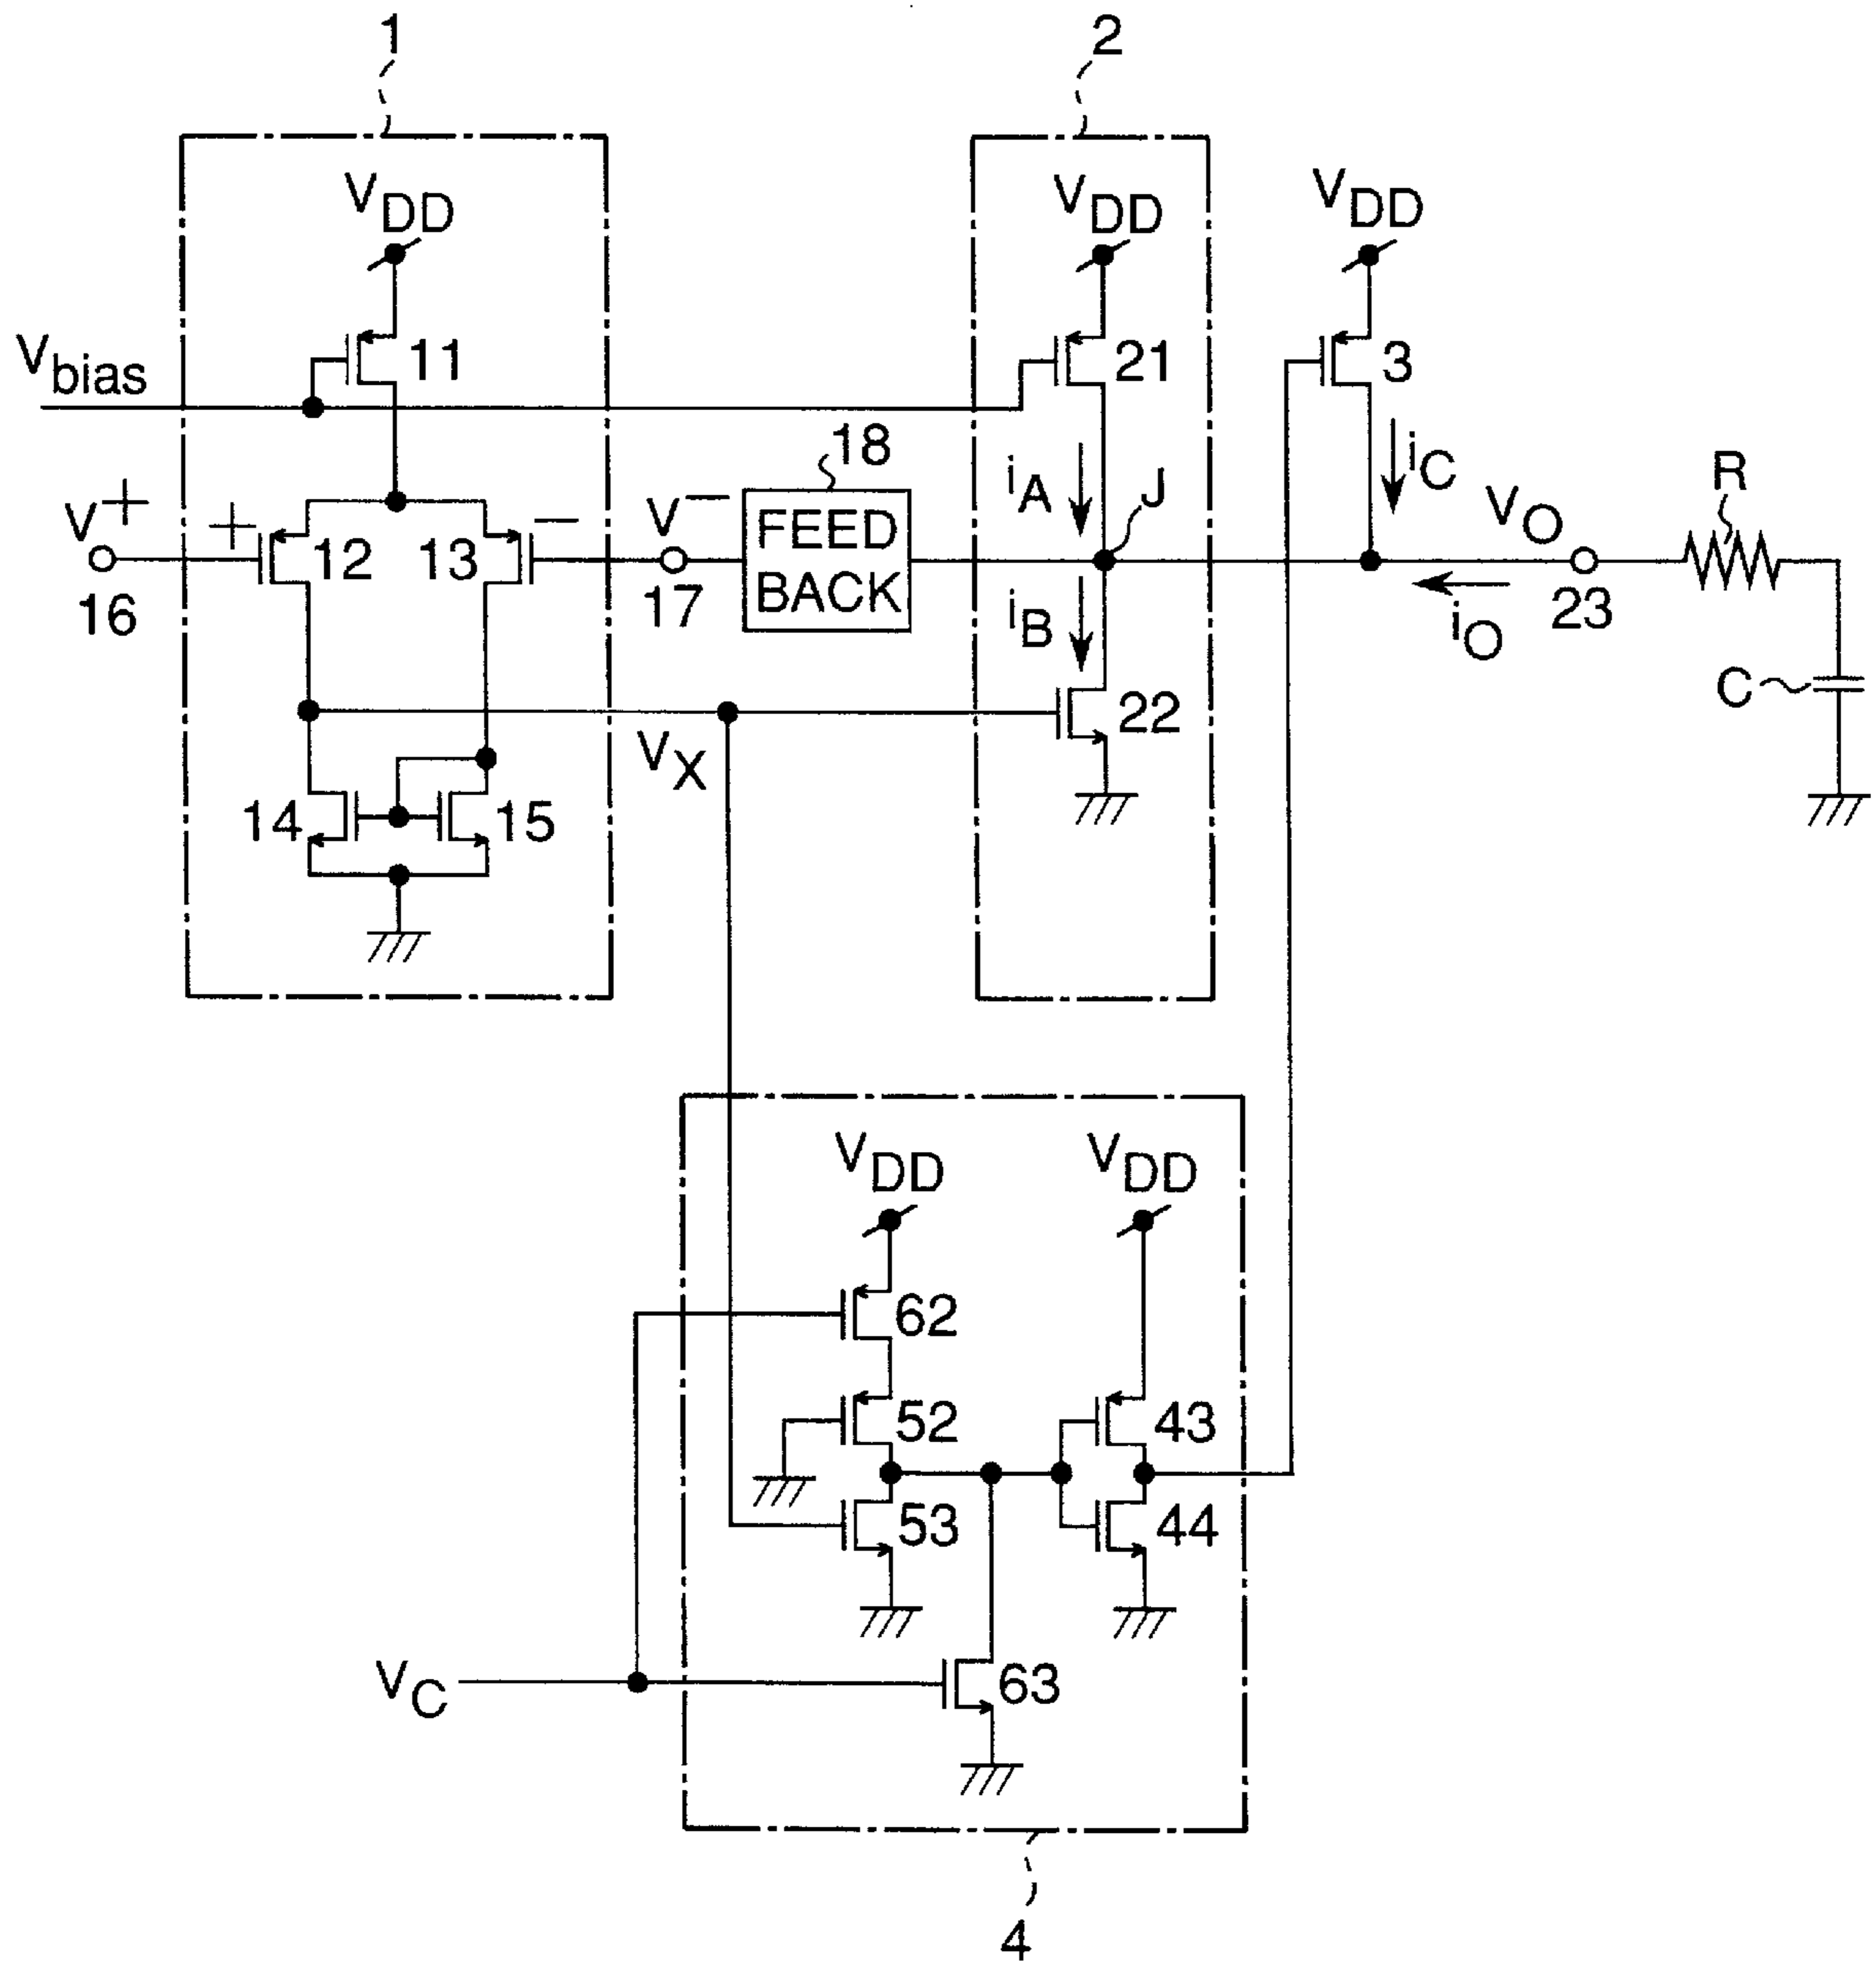 1
2
VDD
VDD
VDD
Vbias
11
21
3
18
iA
J
iC
VO
R
V+
+
12
13
−
V−
FEED
BACK
16
17
iB
iO
23
C
VX
22
14
15
VDD
VDD
62
52
43
53
44
VC
63
4